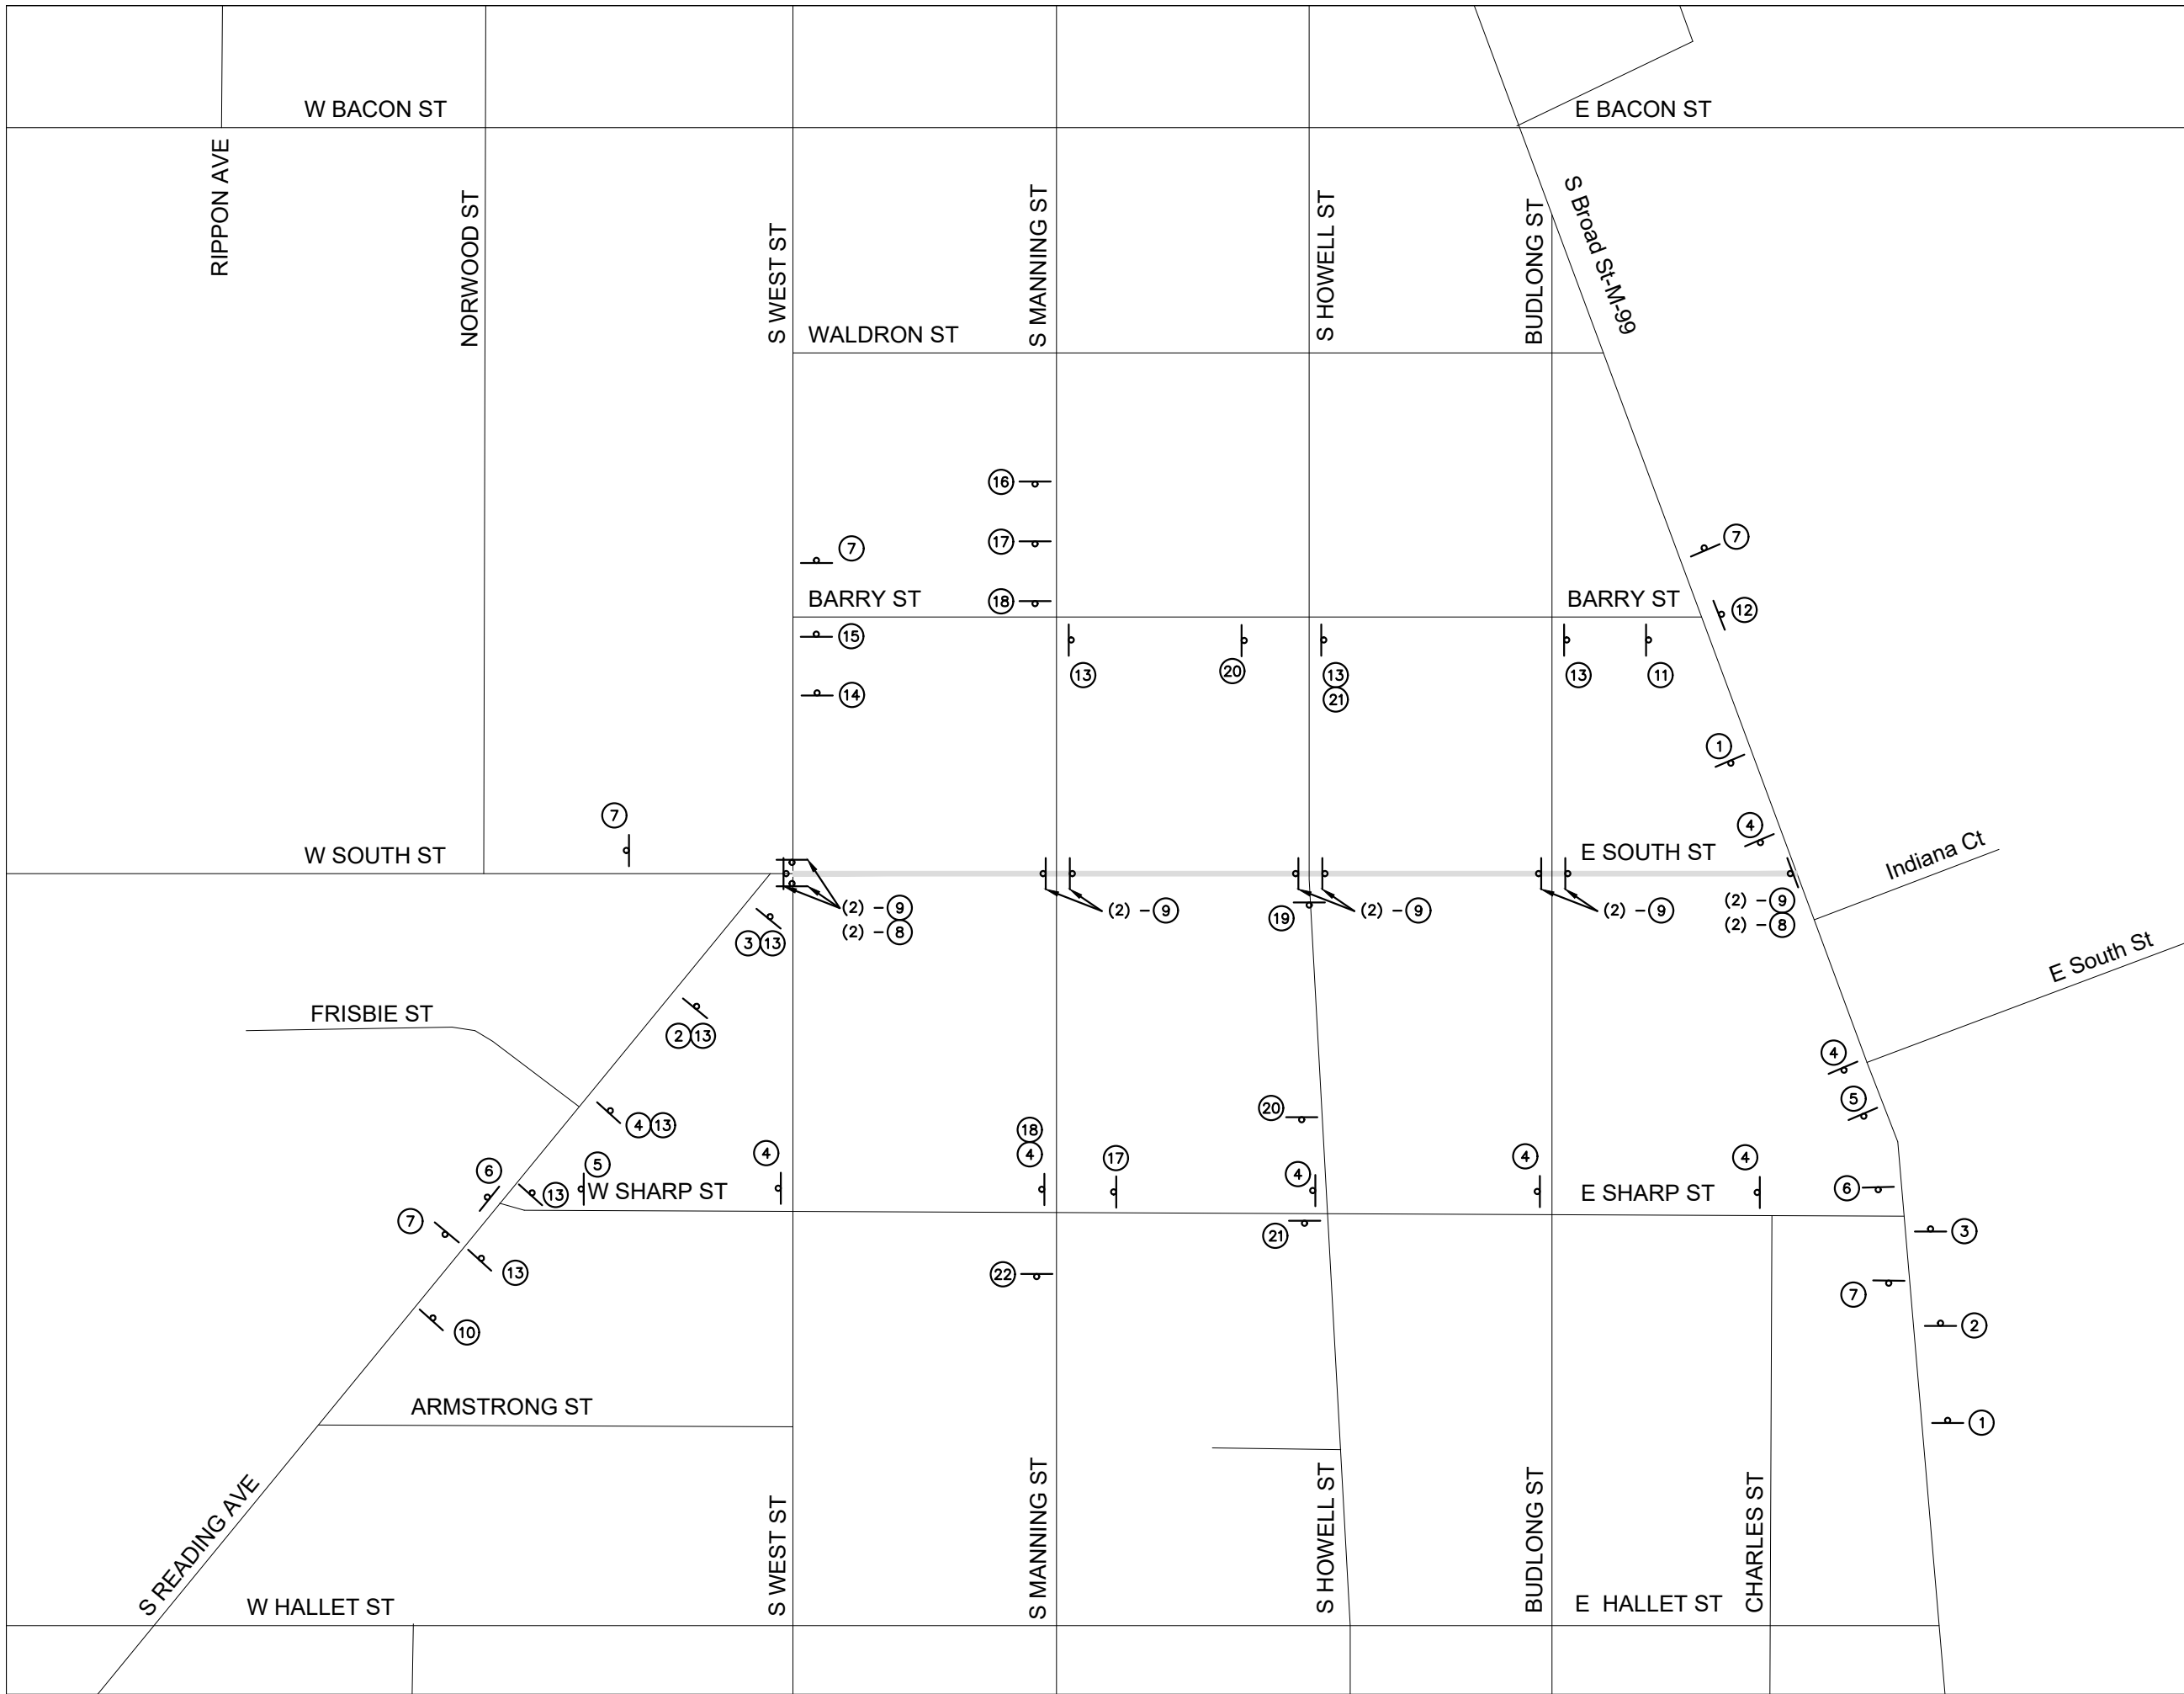 W BACON ST
E BACON ST
RIPPON AVE
NORWOOD ST
S WEST ST
S MANNING ST
S HOWELL ST
BUDLONG ST
S Broad St-M-99
WALDRON ST
16
17
7
7
BARRY ST
18
BARRY ST
12
15
13
20
13
21
13
11
14
1
7
4
W SOUTH ST
E SOUTH ST
Indiana Ct
(2) - 9
(2) - 8
(2) - 9
19
(2) - 9
(2) - 9
(2) - 9
(2) - 8
3 13
E South St
FRISBIE ST
2 13
4
5
4 13
20
18
4
4
17
4
4
4
6
5
13
W SHARP ST
E SHARP ST
6
7
21
3
13
22
7
10
2
ARMSTRONG ST
1
S READING AVE
S WEST ST
S MANNING ST
S HOWELL ST
BUDLONG ST
CHARLES ST
W HALLET ST
E HALLET ST